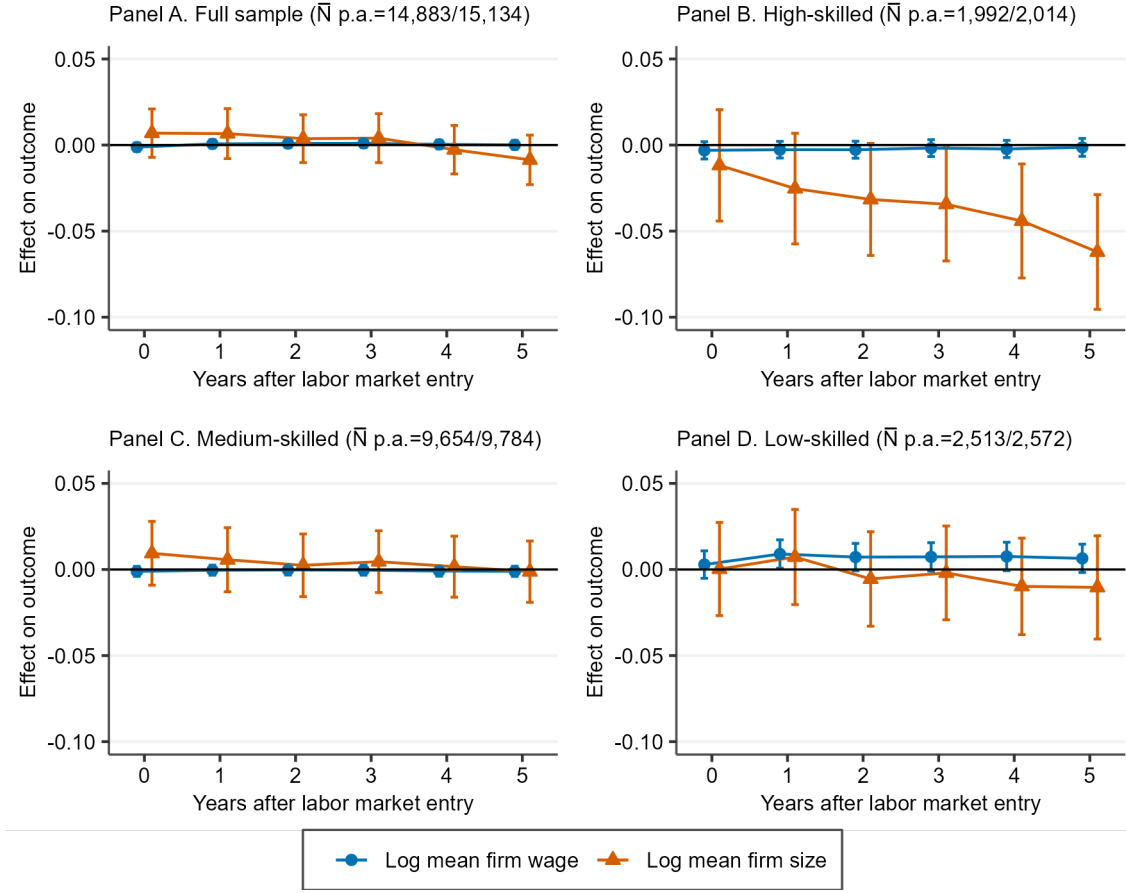 Panel A. Full sample (N̅ p.a.=14,883/15,134)
0.05
0.00
-0.05
-0.10
Effect on outcome
0 1 2 3 4 5
Years after labor market entry
Panel B. High-skilled (N̅ p.a.=1,992/2,014)
0.05
0.00
-0.05
-0.10
Effect on outcome
0 1 2 3 4 5
Years after labor market entry
Panel C. Medium-skilled (N̅ p.a.=9,654/9,784)
0.05
0.00
-0.05
-0.10
Effect on outcome
0 1 2 3 4 5
Years after labor market entry
Panel D. Low-skilled (N̅ p.a.=2,513/2,572)
0.05
0.00
-0.05
-0.10
Effect on outcome
0 1 2 3 4 5
Years after labor market entry
Log mean firm wage Log mean firm size